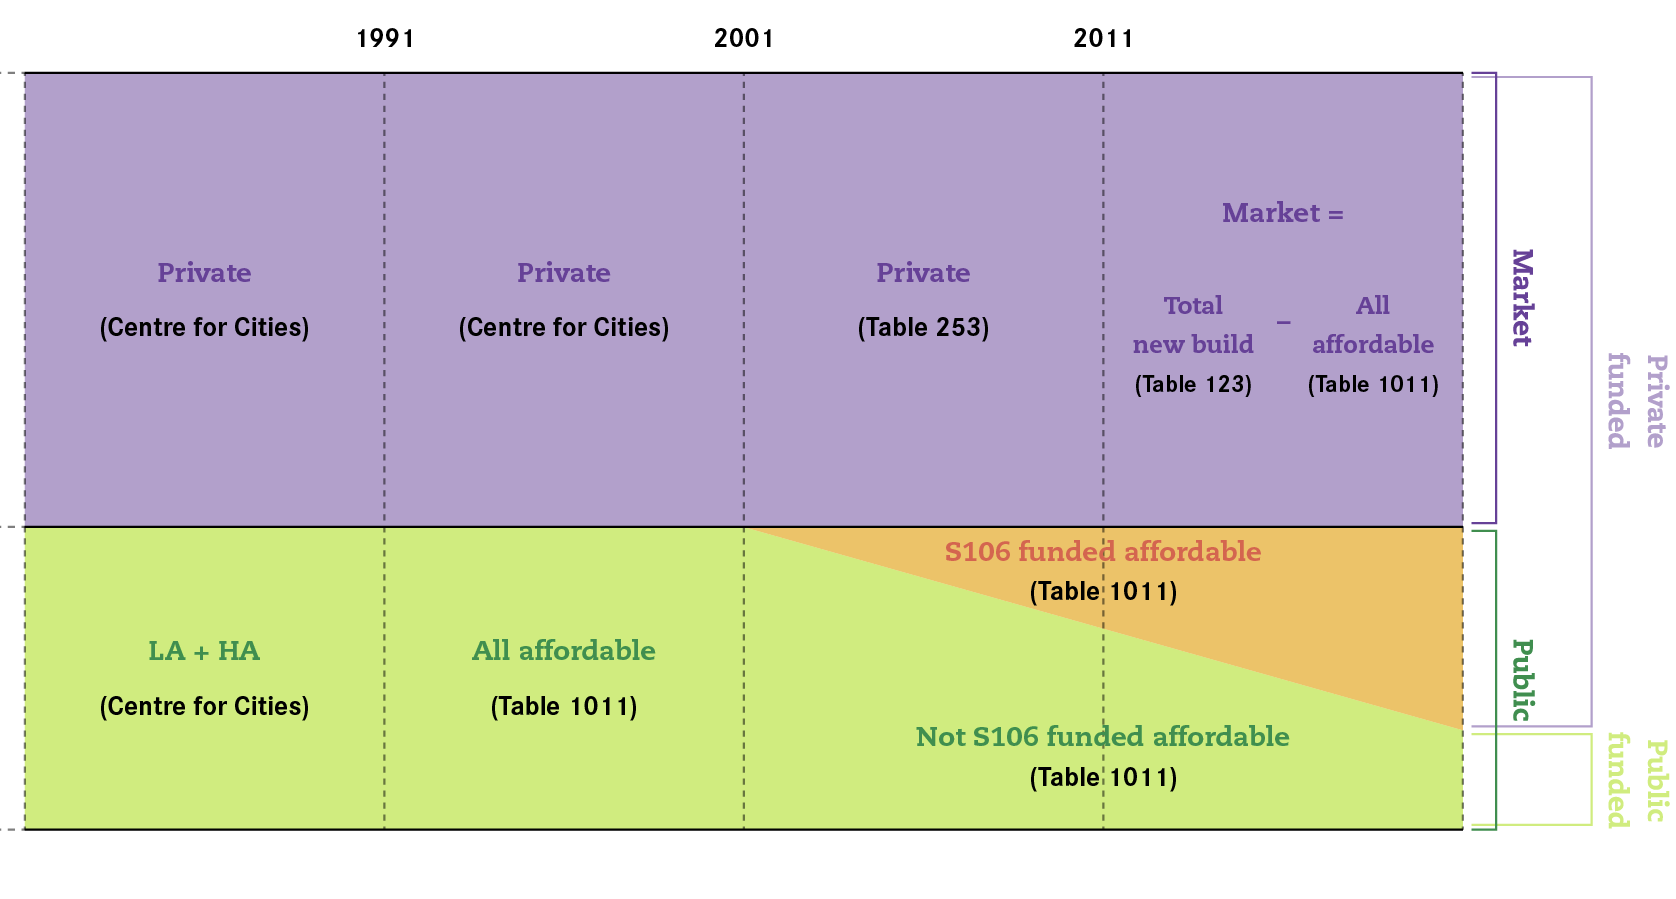 1991
2001
2011
Private
(Centre for Cities)
Private
(Centre for Cities)
Private
(Table 253)
Market =
Total
new build
(Table 123)
–
All
affordable
(Table 1011)
S106 funded affordable
(Table 1011)
LA + HA
(Centre for Cities)
All affordable
(Table 1011)
Not S106 funded affordable
(Table 1011)
Market
Public
Private
funded
Public
funded